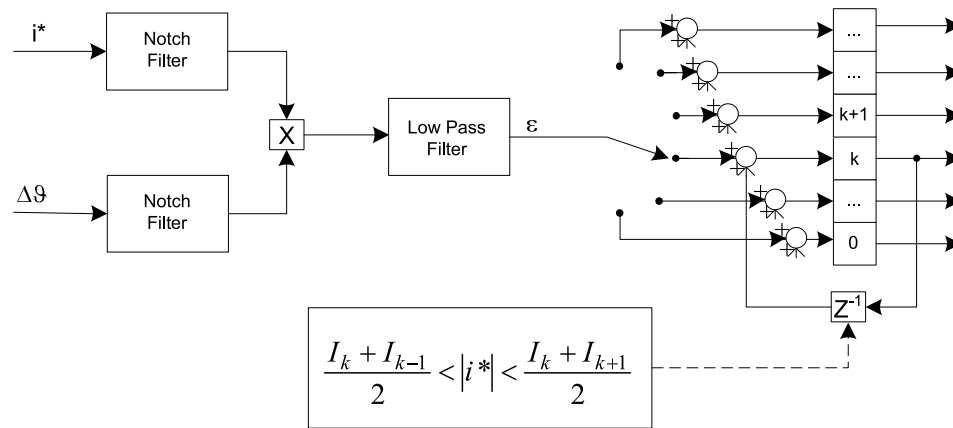 i*
Notch
Filter
X
Low Pass
Filter
ε
Δϑ
Notch
Filter
+
+
...
+
+
...
+
+
k+1
+
+
k
+
+
...
+
+
0
Z⁻¹
(I_k + I_{k-1})/2 < |i*| < (I_k + I_{k+1})/2